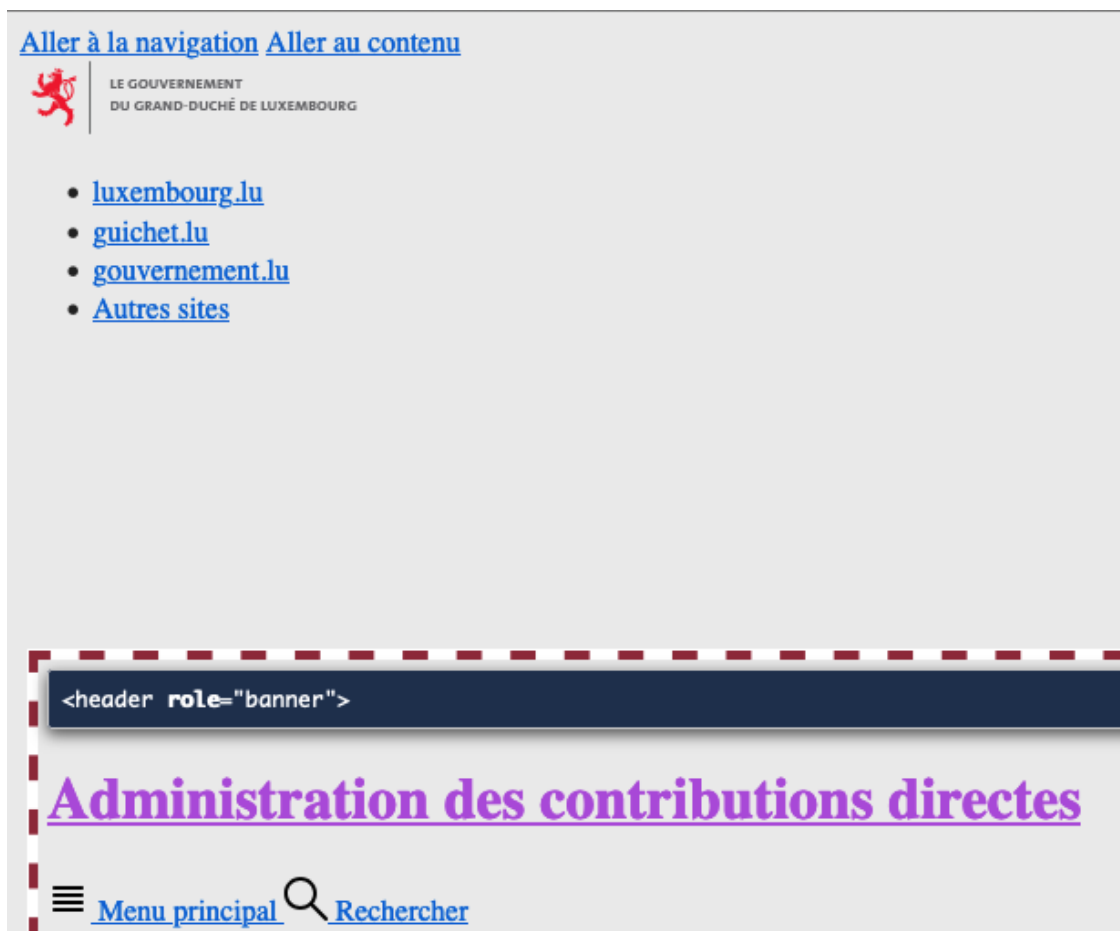 Aller à la navigation Aller au contenu
LE GOUVERNEMENT
DU GRAND-DUCHÉ DE LUXEMBOURG
luxembourg.lu
guichet.lu
gouvernement.lu
Autres sites
<header role="banner">
Administration des contributions directes
Menu principal Rechercher